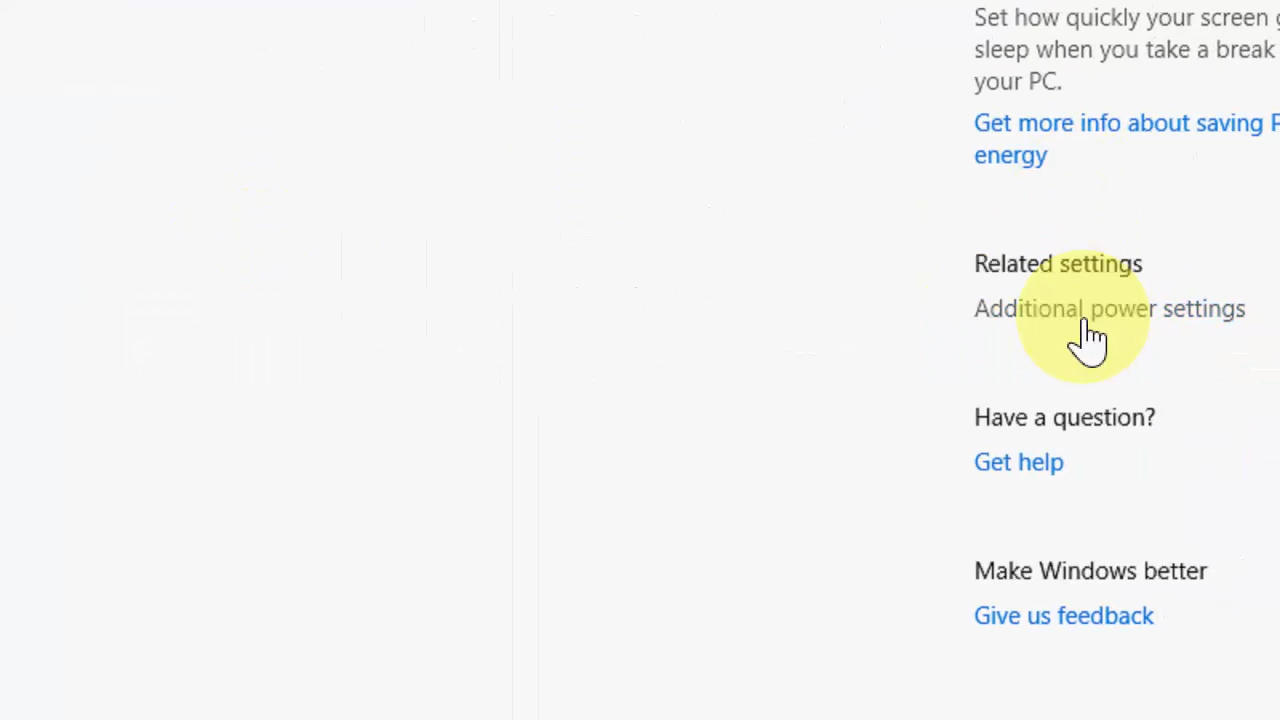 Set how quickly your screen
sleep when you take a break
your PC.
Get more info about saving
energy
Related settings
Additional power settings
Have a question?
Get help
Make Windows better
Give us feedback